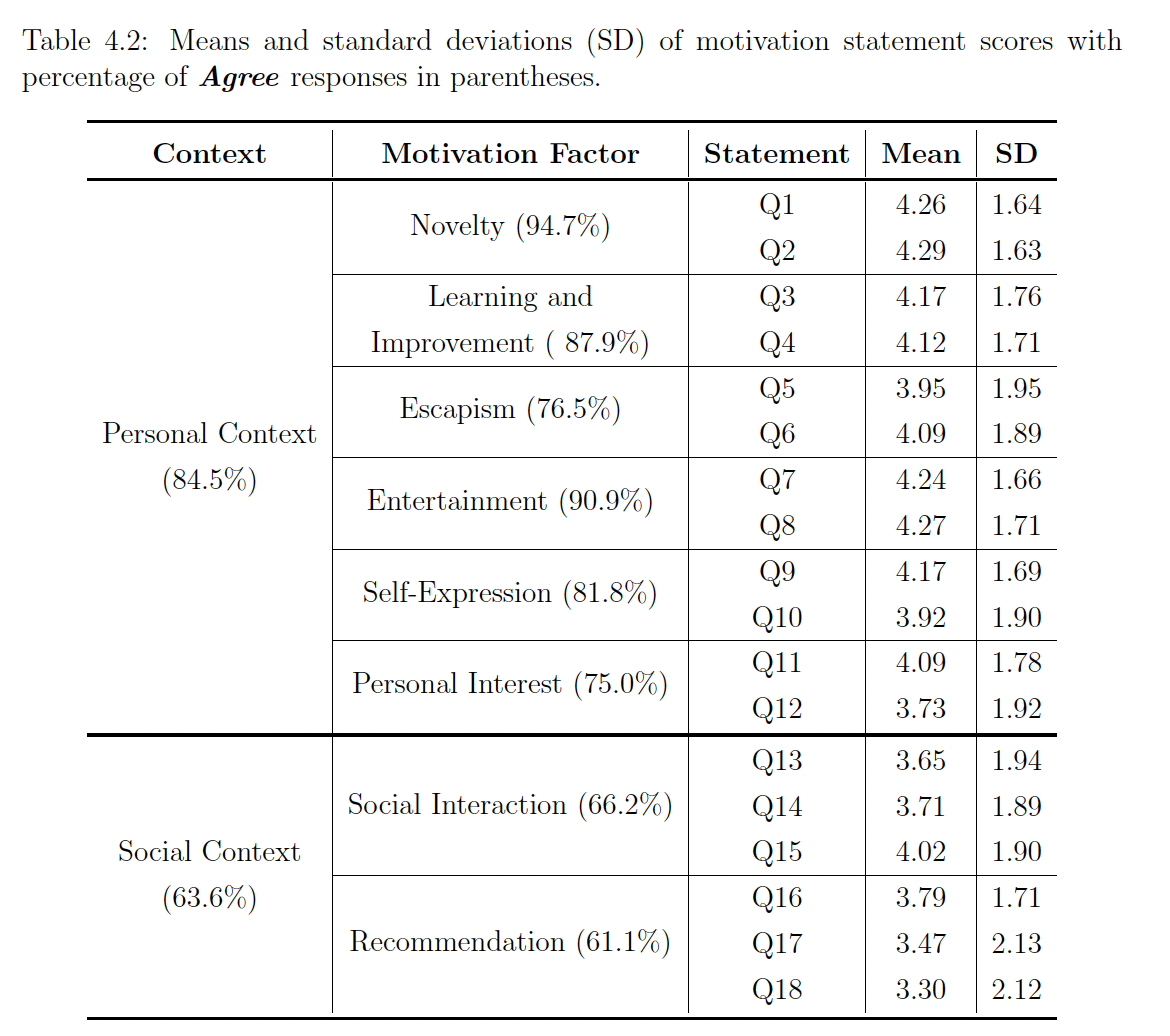 Table 4.2: Means and standard deviations (SD) of motivation statement scores with
percentage of Agree responses in parentheses.
Context Motivation Factor Statement Mean SD
Personal Context
(84.5%)
Novelty (94.7%)
Q1 4.26 1.64
Q2 4.29 1.63
Learning and
Improvement ( 87.9%)
Q3 4.17 1.76
Q4 4.12 1.71
Escapism (76.5%)
Q5 3.95 1.95
Q6 4.09 1.89
Entertainment (90.9%)
Q7 4.24 1.66
Q8 4.27 1.71
Self-Expression (81.8%)
Q9 4.17 1.69
Q10 3.92 1.90
Personal Interest (75.0%)
Q11 4.09 1.78
Q12 3.73 1.92
Social Context
(63.6%)
Social Interaction (66.2%)
Q13 3.65 1.94
Q14 3.71 1.89
Q15 4.02 1.90
Recommendation (61.1%)
Q16 3.79 1.71
Q17 3.47 2.13
Q18 3.30 2.12